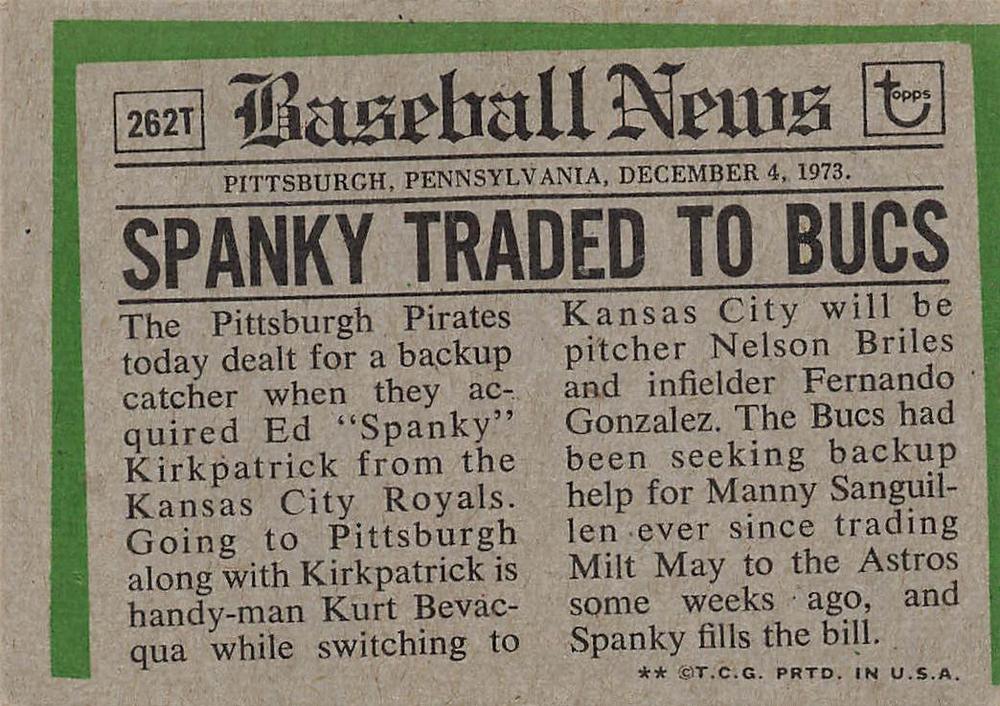 262T
Baseball News
topps
PITTSBURGH, PENNSYLVANIA, DECEMBER 4, 1973.
SPANKY TRADED TO BUCS
The Pittsburgh Pirates
today dealt for a backup
catcher when they ac-
quired Ed “Spanky”
Kirkpatrick from the
Kansas City Royals.
Going to Pittsburgh
along with Kirkpatrick is
handy-man Kurt Bevac-
qua while switching to
Kansas City will be
pitcher Nelson Briles
and infielder Fernando
Gonzalez. The Bucs had
been seeking backup
help for Manny Sanguil-
len ever since trading
Milt May to the Astros
some weeks ago, and
Spanky fills the bill.
** ©T.C.G. PRTD. IN U.S.A.